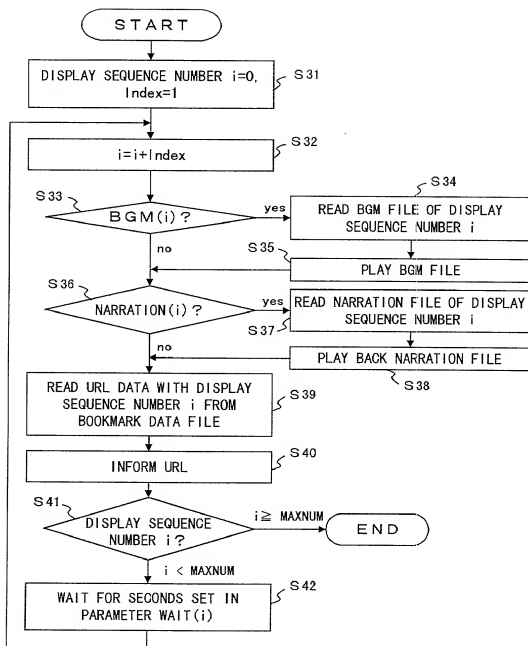 START
DISPLAY SEQUENCE NUMBER i=0,
Index=1
S31
i=i+Index
S32
S33
BGM(i)?
yes
S34
READ BGM FILE OF DISPLAY
SEQUENCE NUMBER i
no
S35
PLAY BGM FILE
S36
NARRATION(i)?
yes
READ NARRATION FILE OF DISPLAY
SEQUENCE NUMBER i
S37
no
PLAY BACK NARRATION FILE
S38
READ URL DATA WITH DISPLAY
SEQUENCE NUMBER i FROM
BOOKMARK DATA FILE
S39
INFORM URL
S40
S41
DISPLAY SEQUENCE
NUMBER i?
i≧ MAXNUM
END
i < MAXNUM
WAIT FOR SECONDS SET IN
PARAMETER WAIT(i)
S42